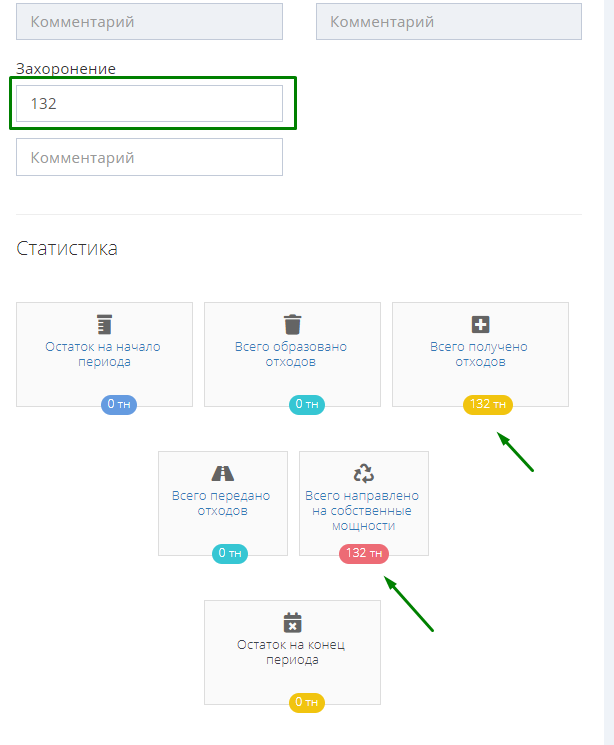 Комментарий
Комментарий
Захоронение
132
Комментарий
Статистика
Остаток на начало
периода
0 тн
Всего образовано
отходов
0 тн
Всего получено
отходов
132 тн
Всего передано
отходов
0 тн
Всего направлено
на собственные
мощности
132 тн
Остаток на конец
периода
0 тн